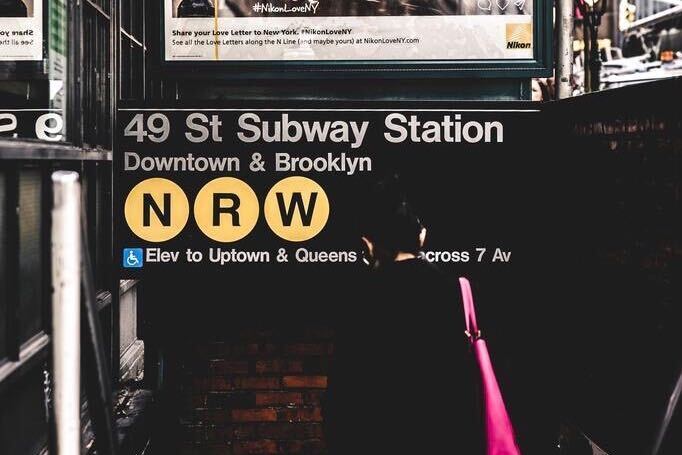 #NikonLoveNY
Share your Love Letter to New York. #NikonLoveNY
See all the Love Letters along the N Line (and maybe yours) at NikonLoveNY.com
Nikon
49 St Subway Station
Downtown & Brooklyn
N R W
Elev to Uptown & Queens across 7 Av